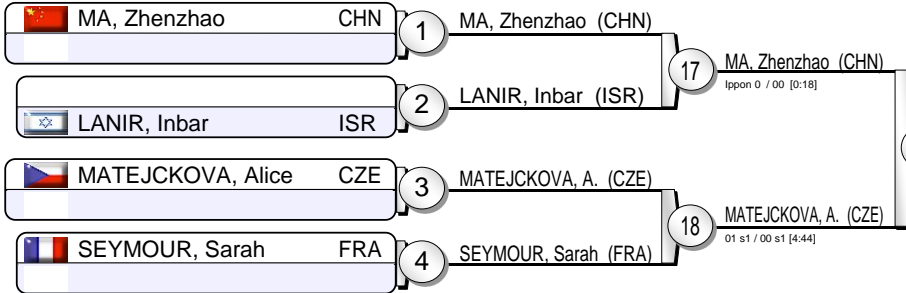 MA, Zhenzhao CHN
1
MA, Zhenzhao (CHN)
17
MA, Zhenzhao (CHN)
Ippon 0 / 00 [0:18]
2
LANIR, Inbar (ISR)
LANIR, Inbar ISR
MATEJCKOVA, Alice CZE
3
MATEJCKOVA, A. (CZE)
18
MATEJCKOVA, A. (CZE)
01 s1 / 00 s1 [4:44]
SEYMOUR, Sarah FRA
4
SEYMOUR, Sarah (FRA)